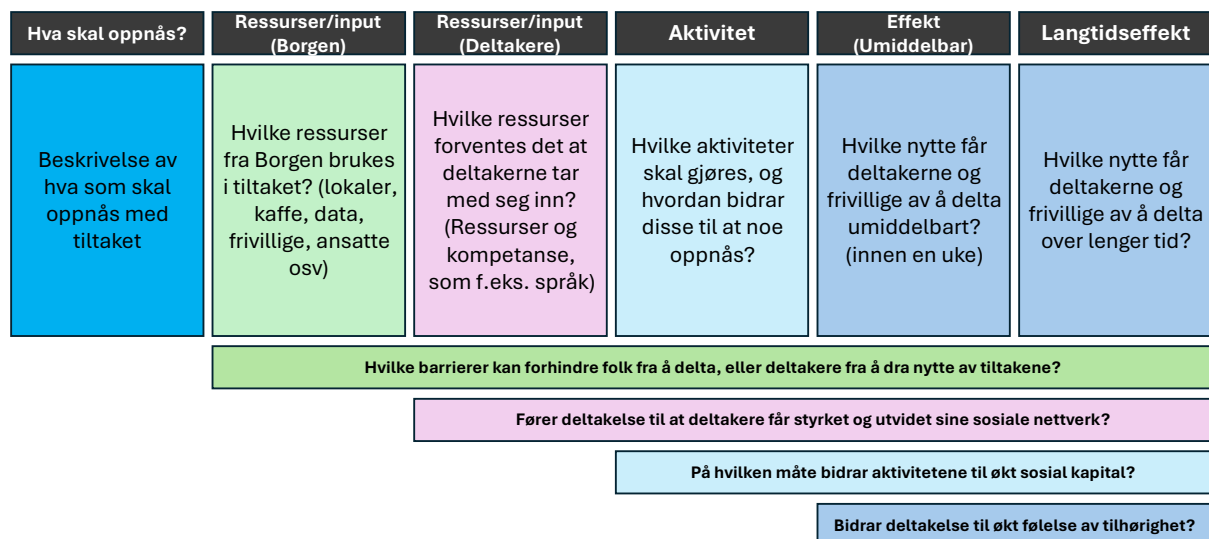 Hva skal oppnås?
Ressurser/input
(Borgen)
Ressurser/input
(Deltakere)
Aktivitet
Effekt
(Umiddelbar)
Langtidseffekt
Beskrivelse av
hva som skal
oppnås med
tiltaket
Hvilke ressurser
fra Borgen brukes
i tiltaket? (lokaler,
kaffe, data,
frivillige, ansatte
osv)
Hvilke ressurser
forventes det at
deltakerne tar
med seg inn?
(Ressurser og
kompetanse,
som f.eks. språk)
Hvilke aktiviteter
skal gjøres, og
hvordan bidrar
disse til at noe
oppnås?
Hvilke nytte får
deltakerne og
frivillige av å delta
umiddelbart?
(innen en uke)
Hvilke nytte får
deltakerne og
frivillige av å delta
over lenger tid?
Hvilke barrierer kan forhindre folk fra å delta, eller deltakere fra å dra nytte av tiltakene?
Fører deltakelse til at deltakere får styrket og utvidet sine sosiale nettverk?
På hvilken måte bidrar aktivitetene til økt sosial kapital?
Bidrar deltakelse til økt følelse av tilhørighet?